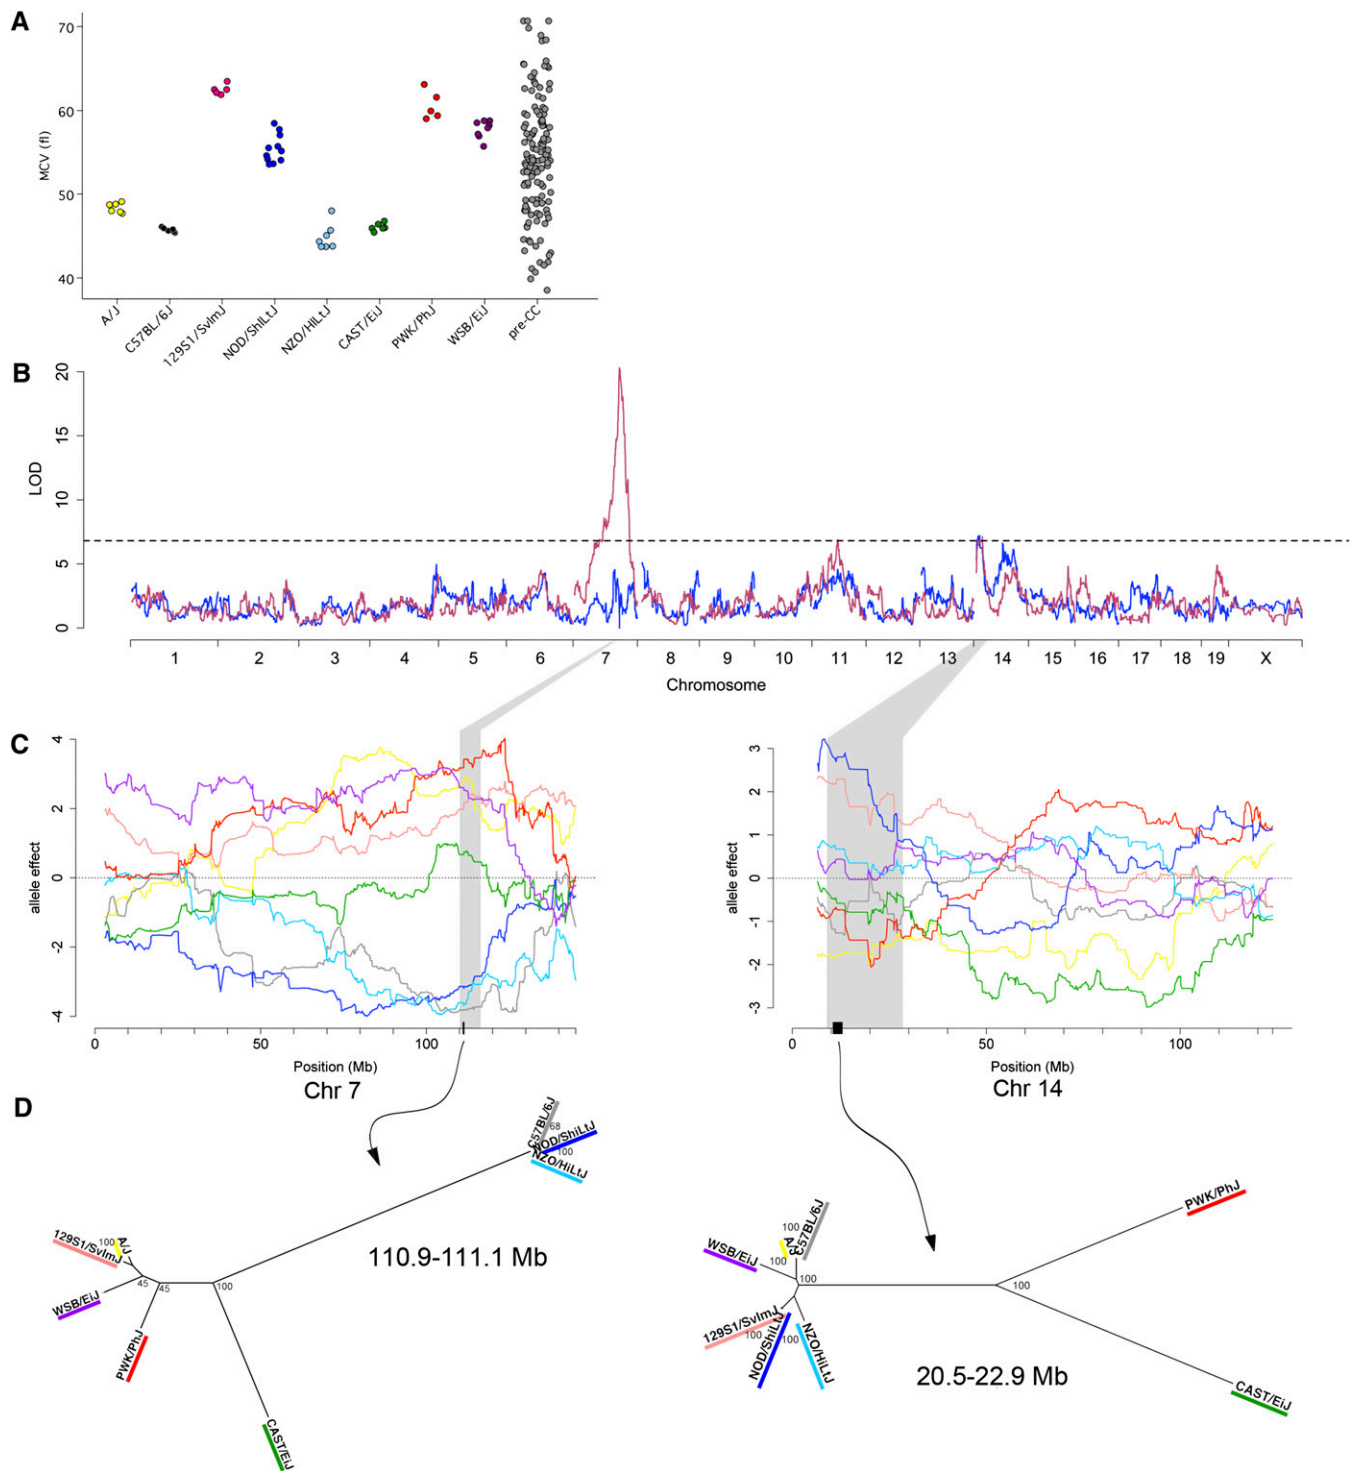 A
70
60
50
40
MCV (fl)
A/J
C57BL/6J
129S1/SvImJ
NOD/ShiLtJ
NZO/HILtJ
CAST/EiJ
PWK/PhJ
WSB/EiJ
pre-CC
B
20
15
10
5
0
LOD
1 2 3 4 5 6 7 8 9 10 11 12 13 14 15 16 17 18 19 X
Chromosome
C
4
2
0
-2
-4
allele effect
0 50 100
Position (Mb)
Chr 7
3
2
1
0
-1
-2
-3
allele effect
0 50 100
Position (Mb)
Chr 14
D
C57BL/6J
68
NOD/ShiLtJ
100
NZO/HiLtJ
129S1/SvImJ
100
A/J
45
45
100
WSB/EiJ
PWK/PhJ
CAST/EiJ
110.9-111.1 Mb
PWK/PhJ
100
C57BL/6J
A/J
WSB/EiJ
100
100
100
129S1/SvImJ
100
NOD/ShiLtJ
100
NZO/HiLtJ
CAST/EiJ
20.5-22.9 Mb